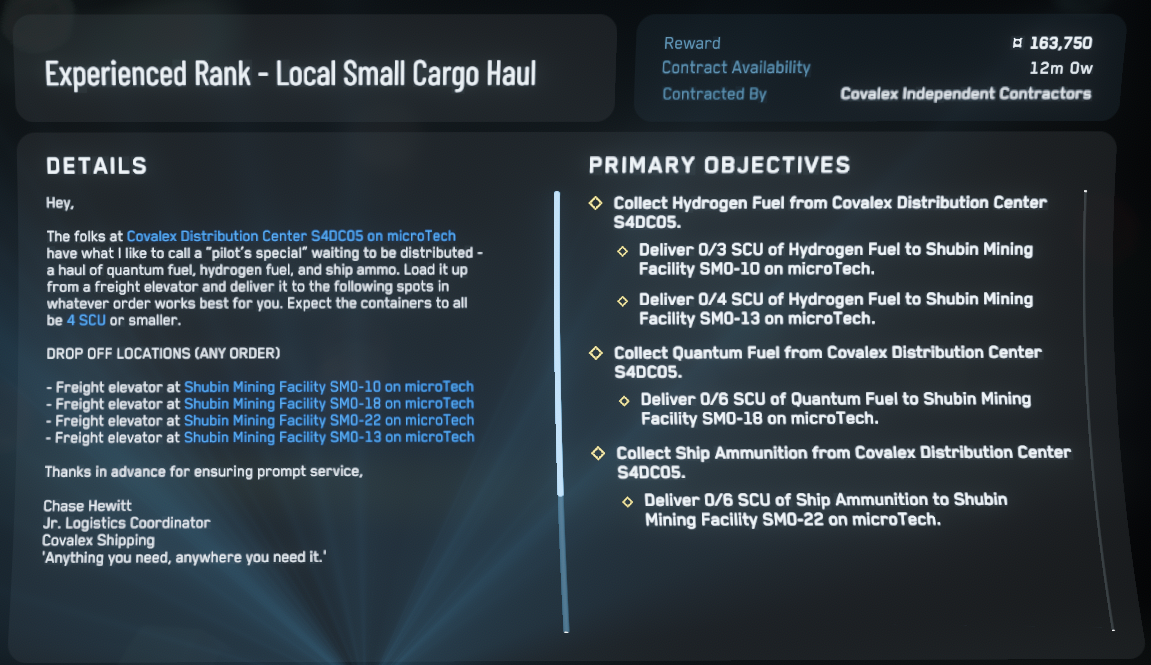 Experienced Rank - Local Small Cargo Haul
Reward ¤ 163,750
Contract Availability 12m 0w
Contracted By Covalex Independent Contractors
DETAILS
Hey,
The folks at Covalex Distribution Center S4DC05 on microTech
have what I like to call a "pilot's special" waiting to be distributed -
a haul of quantum fuel, hydrogen fuel, and ship ammo. Load it up
from a freight elevator and deliver it to the following spots in
whatever order works best for you. Expect the containers to all
be 4 SCU or smaller.
DROP OFF LOCATIONS (ANY ORDER)
- Freight elevator at Shubin Mining Facility SM0-10 on microTech
- Freight elevator at Shubin Mining Facility SM0-18 on microTech
- Freight elevator at Shubin Mining Facility SM0-22 on microTech
- Freight elevator at Shubin Mining Facility SM0-13 on microTech
Thanks in advance for ensuring prompt service,
Chase Hewitt
Jr. Logistics Coordinator
Covalex Shipping
'Anything you need, anywhere you need it.'
PRIMARY OBJECTIVES
Collect Hydrogen Fuel from Covalex Distribution Center
S4DC05.
Deliver 0/3 SCU of Hydrogen Fuel to Shubin Mining
Facility SM0-10 on microTech.
Deliver 0/4 SCU of Hydrogen Fuel to Shubin Mining
Facility SM0-13 on microTech.
Collect Quantum Fuel from Covalex Distribution Center
S4DC05.
Deliver 0/6 SCU of Quantum Fuel to Shubin Mining
Facility SM0-18 on microTech.
Collect Ship Ammunition from Covalex Distribution Center
S4DC05.
Deliver 0/6 SCU of Ship Ammunition to Shubin
Mining Facility SM0-22 on microTech.